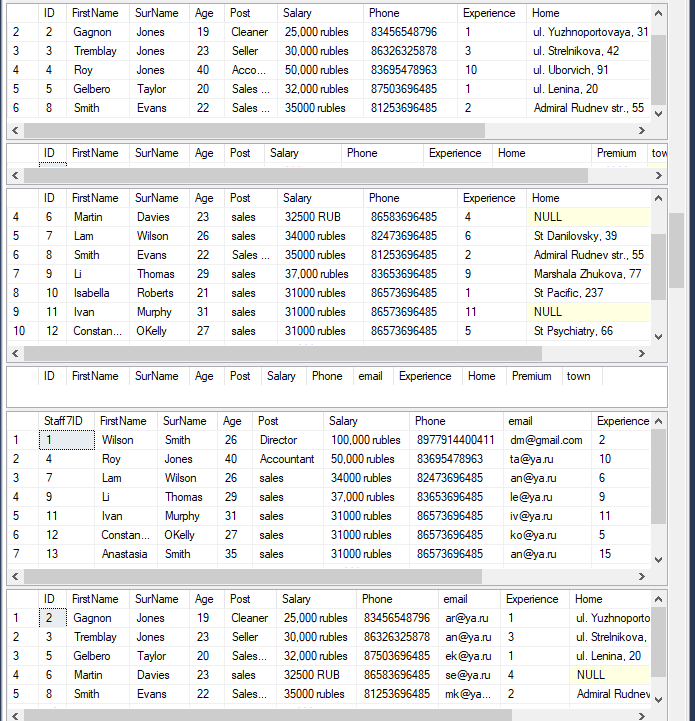 ID FirstName SurName Age Post Salary Phone Experience Home
2 2 Gagnon Jones 19 Cleaner 25,000 rubles 83456548796 1 ul. Yuzhnoportovaya, 31
3 3 Tremblay Jones 30 Seller 30,000 rubles 86326325878 3 ul. Strelnikova, 42
4 4 Roy Jones 40 Acco... 50,000 rubles 83695478963 10 ul. Uborvich, 91
5 5 Gelbero Taylor 20 Sales ... 32,000 rubles 87503696485 1 ul. Lenina, 20
6 8 Smith Evans 22 Sales ... 35000 rubles 81253696485 2 Admiral Rudnev str., 55
ID FirstName SurName Age Post Salary Phone Experience Home Premium tow
ID FirstName SurName Age Post Salary Phone Experience Home
4 6 Martin Davies 23 sales 32500 RUB 86583696485 4 NULL
5 7 Lam Wilson 26 sales 34000 rubles 82473696485 6 St Danilovsky, 39
6 8 Smith Evans 22 Sales ... 35000 rubles 81253696485 2 Admiral Rudnev str., 55
7 9 Li Thomas 29 sales 37,000 rubles 83653696485 9 Marshala Zhukova, 77
8 10 Isabella Roberts 21 sales 31000 rubles 86573696485 1 St Pacific, 237
9 11 Ivan Murphy 31 sales 31000 rubles 86573696485 11 NULL
10 12 Constan... OKelly 27 sales 31000 rubles 86573696485 5 St Psychiatry, 66
ID FirstName SurName Age Post Salary Phone email Experience Home Premium town
Staff7ID FirstName SurName Age Post Salary Phone email Experience
1 1 Wilson Smith 26 Director 100,000 rubles 8977914400411 dm@gmail.com 2
2 4 Roy Jones 40 Accountant 50,000 rubles 83695478963 ta@ya.ru 10
3 7 Lam Wilson 26 sales 34000 rubles 82473696485 an@ya.ru 6
4 9 Li Thomas 29 sales 37,000 rubles 83653696485 le@ya.ru 9
5 11 Ivan Murphy 31 sales 31000 rubles 86573696485 iv@ya.ru 11
6 12 Constan... OKelly 27 sales 31000 rubles 86573696485 ko@ya.ru 5
7 13 Anastasia Smith 35 sales 31000 rubles 86573696485 an@ya.ru 15
ID FirstName SurName Age Post Salary Phone email Experience Home
1 2 Gagnon Jones 19 Cleaner 25,000 rubles 83456548796 ar@ya.ru 1 ul. Yuzhnoporto
2 3 Tremblay Jones 30 Seller 30,000 rubles 86326325878 an@ya.ru 3 ul. Strelnikova,
3 5 Gelbero Taylor 20 Sales... 32,000 rubles 87503696485 ek@ya.ru 1 ul. Lenina, 20
4 6 Martin Davies 23 sales 32500 RUB 86583696485 se@ya.ru 4 NULL
5 8 Smith Evans 22 Sales... 35000 rubles 81253696485 mk@ya... 2 Admiral Rudnev